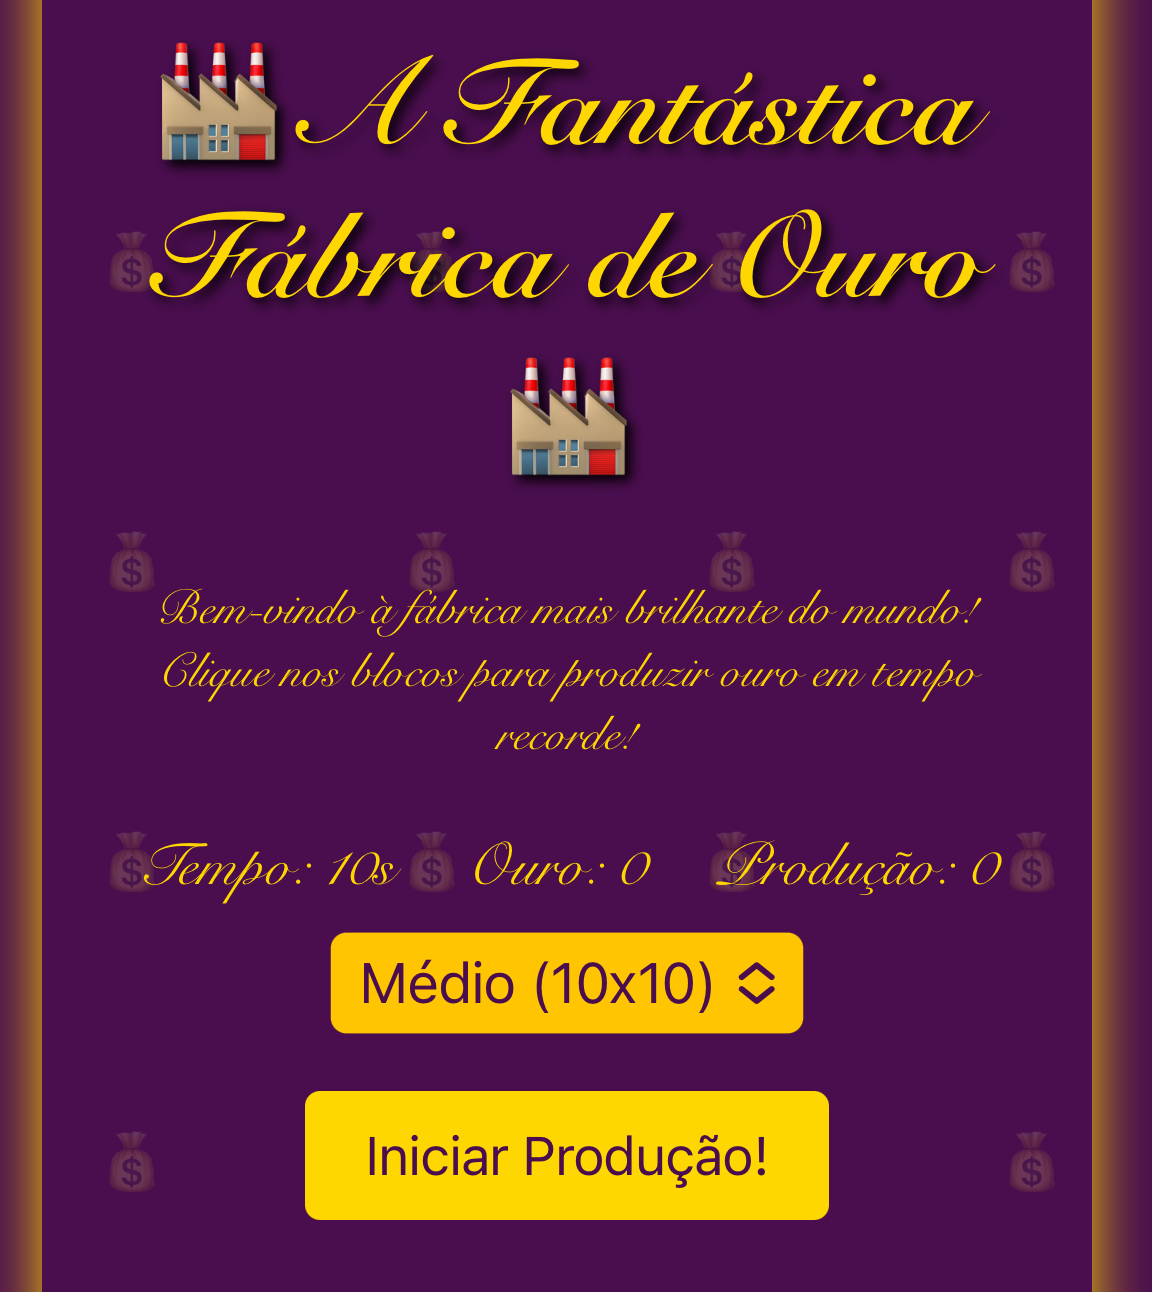 A Fantástica
Fábrica de Ouro
Bem-vindo à fábrica mais brilhante do mundo!
Clique nos blocos para produzir ouro em tempo
recorde!
Tempo: 10s Ouro: 0 Produção: 0
Médio (10x10)
Iniciar Produção!